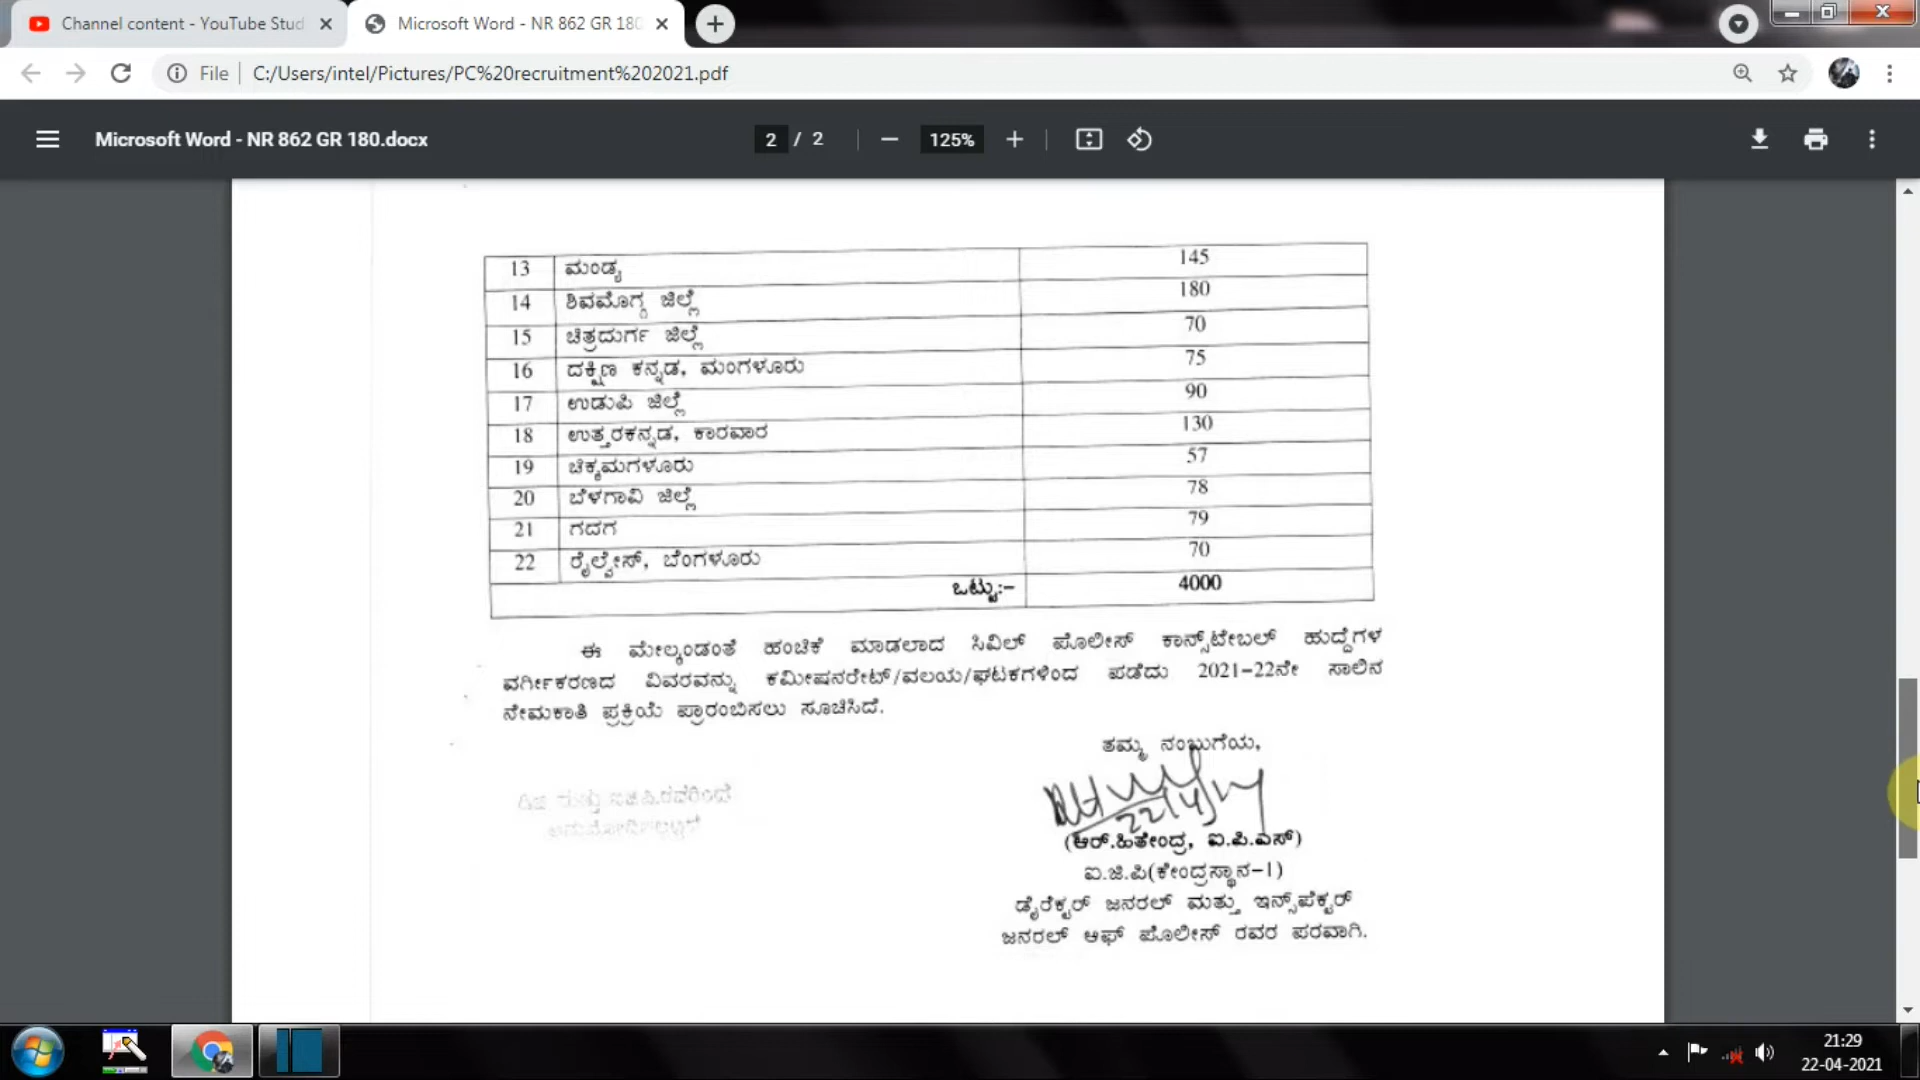 Channel content - YouTube Stud
Microsoft Word - NR 862 GR 180
File C:/Users/intel/Pictures/PC%20recruitment%202021.pdf
Microsoft Word - NR 862 GR 180.docx 2 / 2 125%
13 ಮಂಡ್ಯ 145
14 ಶಿವಮೊಗ್ಗ ಜಿಲ್ಲೆ 180
15 ಚಿತ್ರದುರ್ಗ ಜಿಲ್ಲೆ 70
16 ದಕ್ಷಿಣ ಕನ್ನಡ, ಮಂಗಳೂರು 75
17 ಉಡುಪಿ ಜಿಲ್ಲೆ 90
18 ಉತ್ತರಕನ್ನಡ, ಕಾರವಾರ 130
19 ಚಿಕ್ಕಮಗಳೂರು 57
20 ಬೆಳಗಾವಿ ಜಿಲ್ಲೆ 78
21 ಗದಗ 79
22 ರೈಲ್ವೇಸ್, ಬೆಂಗಳೂರು 70
ಒಟ್ಟು:- 4000
ಈ ಮೇಲ್ಕಂಡಂತೆ ಹಂಚಿಕೆ ಮಾಡಲಾದ ಸಿವಿಲ್ ಪೊಲೀಸ್ ಕಾನ್ಸ್‌ಟೇಬಲ್ ಹುದ್ದೆಗಳ
ವರ್ಗೀಕರಣದ ವಿವರವನ್ನು ಕಮೀಷನರೇಟ್/ವಲಯ/ಘಟಕಗಳಿಂದ ಪಡೆದು 2021-22ನೇ ಸಾಲಿನ
ನೇಮಕಾತಿ ಪ್ರಕ್ರಿಯೆ ಪ್ರಾರಂಭಿಸಲು ಸೂಚಿಸಿದೆ.
ತಮ್ಮ ನಂಬುಗೆಯ,
22/4/
(ಆರ್.ಹಿತೇಂದ್ರ, ಐ.ಪಿ.ಎಸ್)
ಐ.ಜಿ.ಪಿ(ಕೇಂದ್ರಸ್ಥಾನ-1)
ಡೈರೆಕ್ಟರ್ ಜನರಲ್ ಮತ್ತು ಇನ್ಸ್‌ಪೆಕ್ಟರ್
ಜನರಲ್ ಆಫ್ ಪೊಲೀಸ್ ರವರ ಪರವಾಗಿ.
21:29
22-04-2021